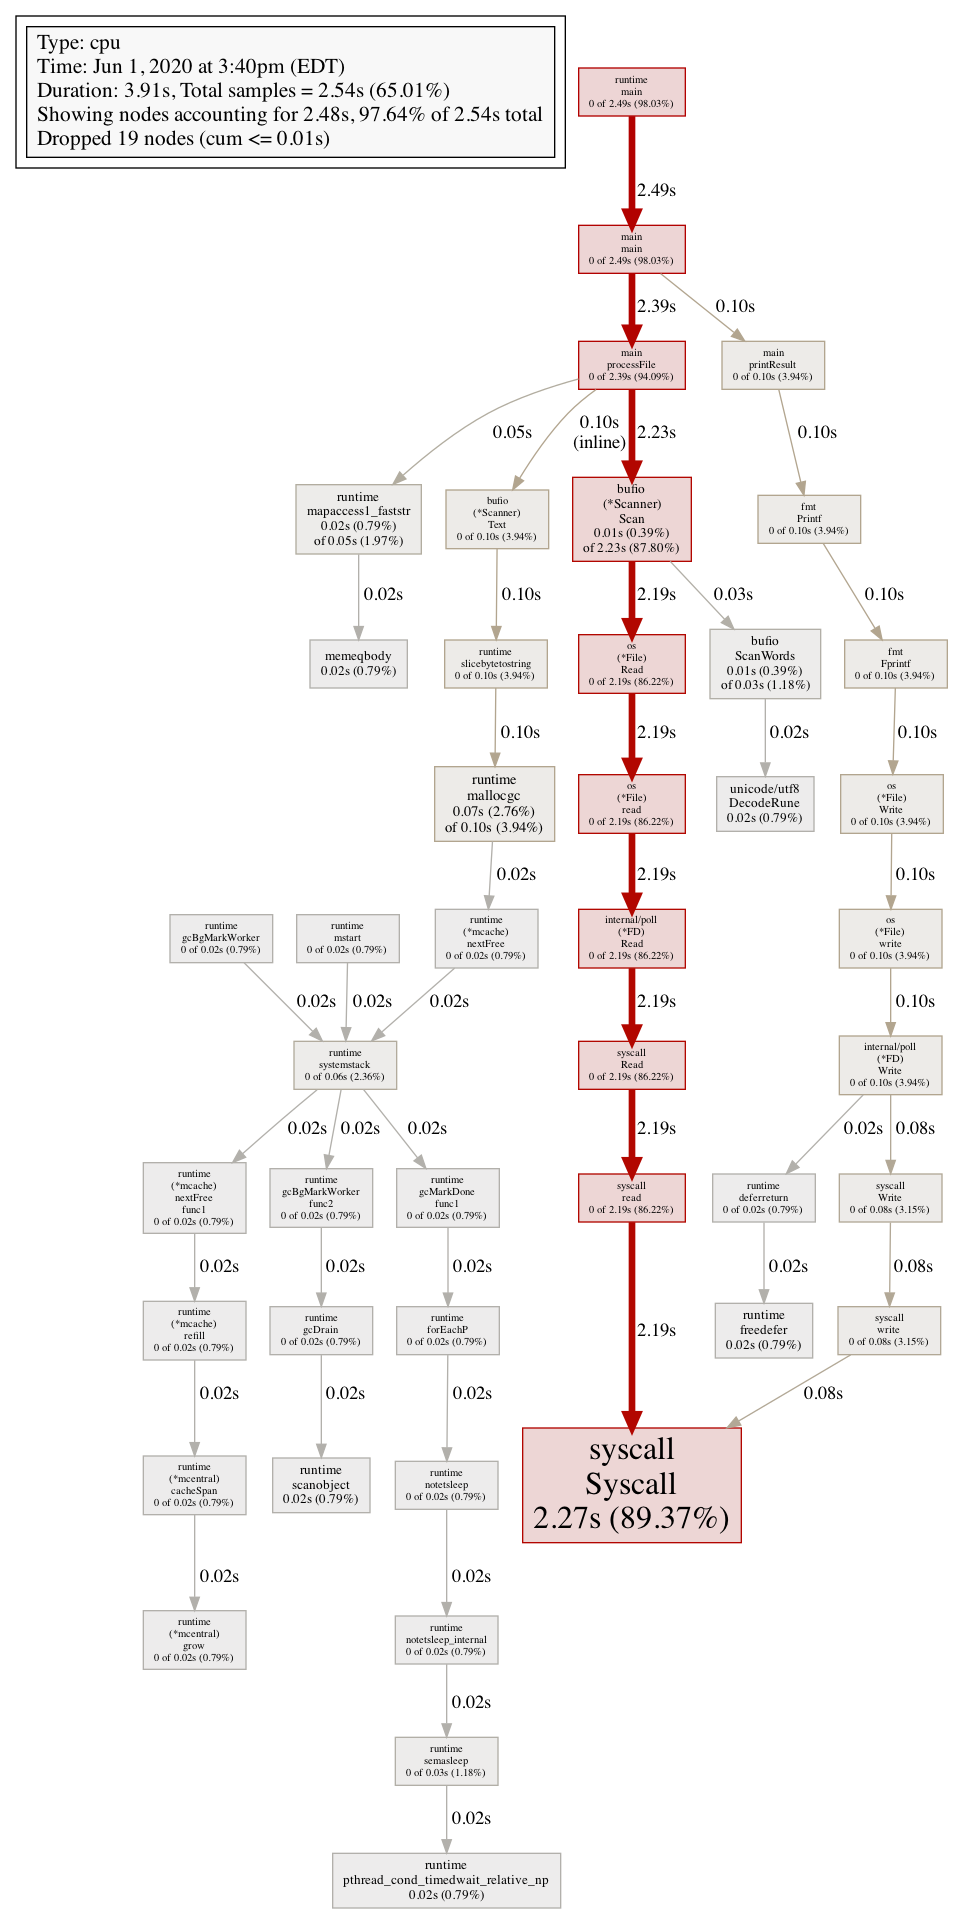 Type: cpu
Time: Jun 1, 2020 at 3:40pm (EDT)
Duration: 3.91s, Total samples = 2.54s (65.01%)
Showing nodes accounting for 2.48s, 97.64% of 2.54s total
Dropped 19 nodes (cum <= 0.01s)
runtime
main
0 of 2.49s (98.03%)
2.49s
main
main
0 of 2.49s (98.03%)
2.39s
0.10s
main
processFile
0 of 2.39s (94.09%)
main
printResult
0 of 0.10s (3.94%)
0.05s
0.10s
(inline)
2.23s
0.10s
runtime
mapaccess1_faststr
0.02s (0.79%)
of 0.05s (1.97%)
bufio
(*Scanner)
Text
0 of 0.10s (3.94%)
bufio
(*Scanner)
Scan
0.01s (0.39%)
of 2.23s (87.80%)
fmt
Printf
0 of 0.10s (3.94%)
0.02s
0.10s
2.19s
0.03s
0.10s
memeqbody
0.02s (0.79%)
runtime
slicebytetostring
0 of 0.10s (3.94%)
os
(*File)
Read
0 of 2.19s (86.22%)
bufio
ScanWords
0.01s (0.39%)
of 0.03s (1.18%)
fmt
Fprintf
0 of 0.10s (3.94%)
0.10s
2.19s
0.02s
0.10s
runtime
mallocgc
0.07s (2.76%)
of 0.10s (3.94%)
os
(*File)
read
0 of 2.19s (86.22%)
unicode/utf8
DecodeRune
0.02s (0.79%)
os
(*File)
Write
0 of 0.10s (3.94%)
0.02s
2.19s
0.10s
runtime
gcBgMarkWorker
0 of 0.02s (0.79%)
runtime
mstart
0 of 0.02s (0.79%)
runtime
(*mcache)
nextFree
0 of 0.02s (0.79%)
internal/poll
(*FD)
Read
0 of 2.19s (86.22%)
os
(*File)
write
0 of 0.10s (3.94%)
0.02s
0.02s
0.02s
2.19s
0.10s
runtime
systemstack
0 of 0.06s (2.36%)
syscall
Read
0 of 2.19s (86.22%)
internal/poll
(*FD)
Write
0 of 0.10s (3.94%)
0.02s
0.02s
0.02s
2.19s
0.02s
0.08s
runtime
(*mcache)
nextFree
func1
0 of 0.02s (0.79%)
runtime
gcBgMarkWorker
func2
0 of 0.02s (0.79%)
runtime
gcMarkDone
func1
0 of 0.02s (0.79%)
syscall
read
0 of 2.19s (86.22%)
runtime
deferreturn
0 of 0.02s (0.79%)
syscall
Write
0 of 0.08s (3.15%)
0.02s
0.02s
0.02s
2.19s
0.02s
0.08s
runtime
(*mcache)
refill
0 of 0.02s (0.79%)
runtime
gcDrain
0 of 0.02s (0.79%)
runtime
forEachP
0 of 0.02s (0.79%)
runtime
freedefer
0.02s (0.79%)
syscall
write
0 of 0.08s (3.15%)
0.02s
0.02s
0.02s
0.08s
runtime
(*mcentral)
cacheSpan
0 of 0.02s (0.79%)
runtime
scanobject
0.02s (0.79%)
runtime
notetsleep
0 of 0.02s (0.79%)
syscall
Syscall
2.27s (89.37%)
0.02s
0.02s
runtime
(*mcentral)
grow
0 of 0.02s (0.79%)
runtime
notetsleep_internal
0 of 0.02s (0.79%)
0.02s
runtime
semasleep
0 of 0.03s (1.18%)
0.02s
runtime
pthread_cond_timedwait_relative_np
0.02s (0.79%)